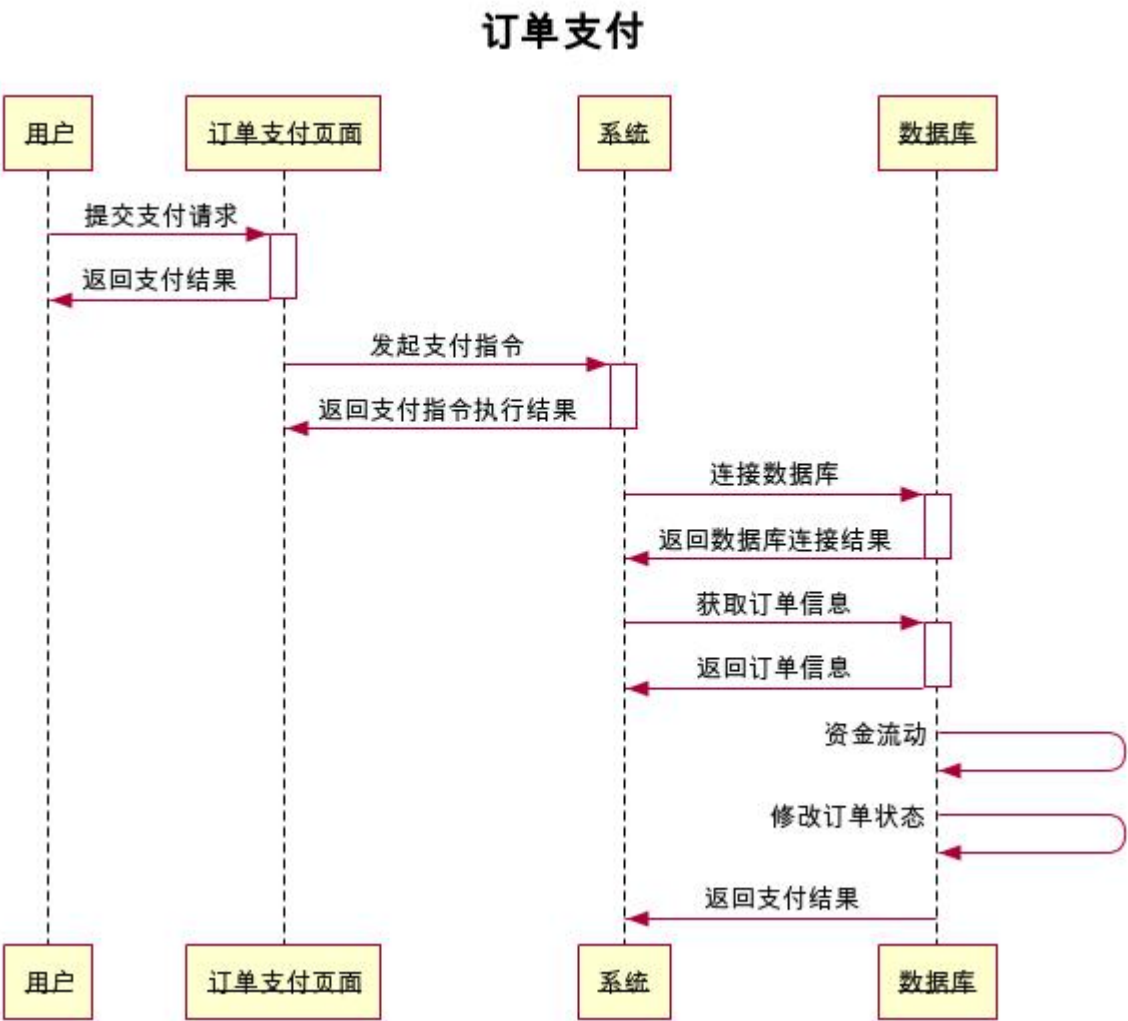 订单支付
用户
订单支付页面
系统
数据库
提交支付请求
返回支付结果
发起支付指令
返回支付指令执行结果
连接数据库
返回数据库连接结果
获取订单信息
返回订单信息
资金流动
修改订单状态
返回支付结果
用户
订单支付页面
系统
数据库